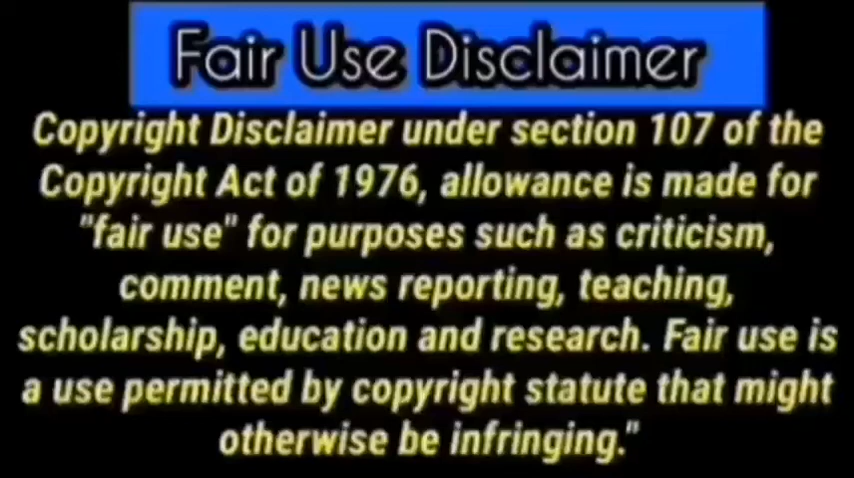 Fair Use Disclaimer
Copyright Disclaimer under section 107 of the
Copyright Act of 1976, allowance is made for
"fair use" for purposes such as criticism,
comment, news reporting, teaching,
scholarship, education and research. Fair use is
a use permitted by copyright statute that might
otherwise be infringing."